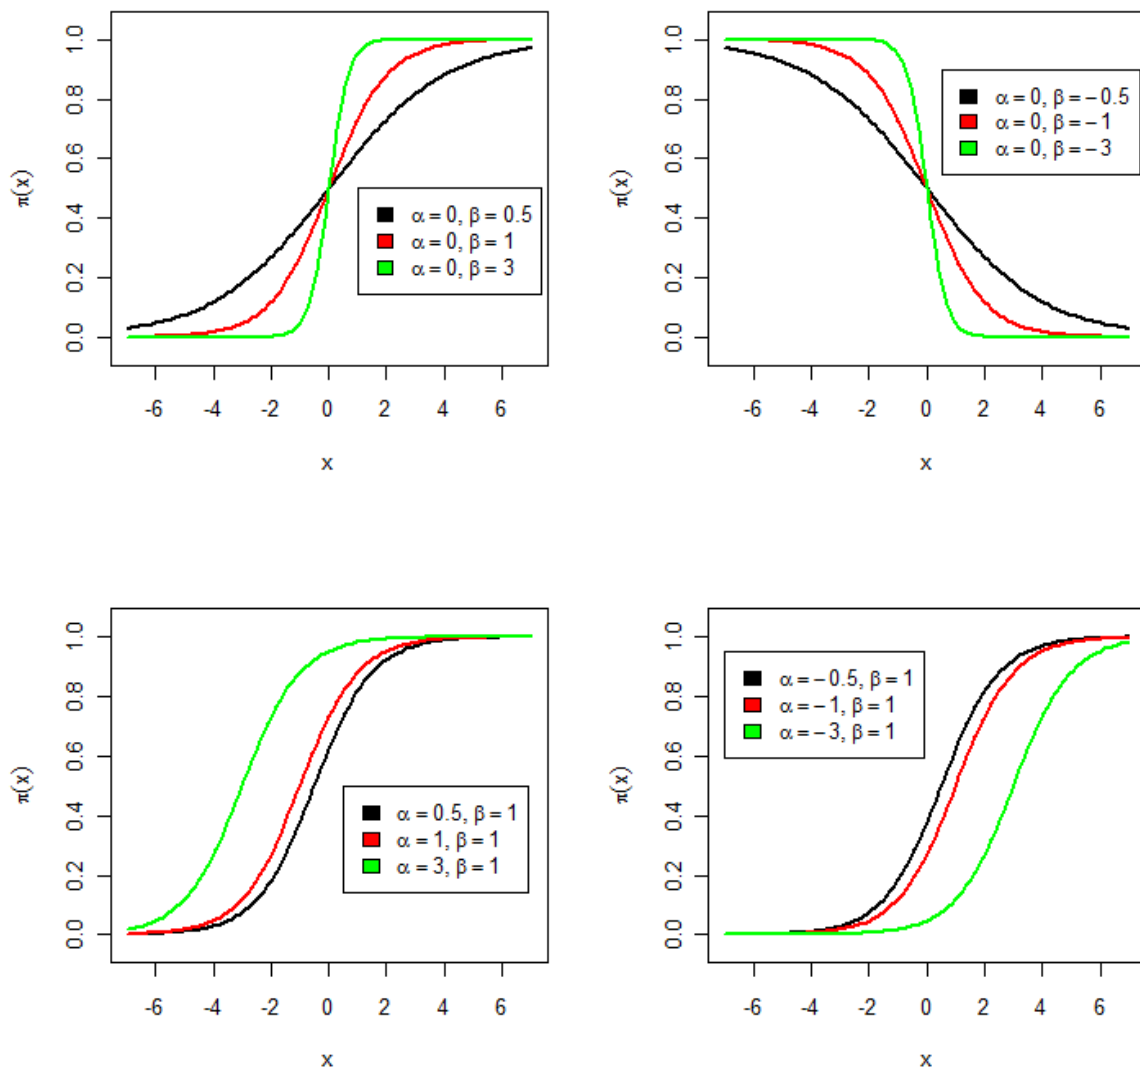 π(x)
1.0
0.8
0.6
0.4
0.2
0.0
α = 0, β = 0.5
α = 0, β = 1
α = 0, β = 3
-6 -4 -2 0 2 4 6
x
π(x)
1.0
0.8
0.6
0.4
0.2
0.0
α = 0, β = − 0.5
α = 0, β = − 1
α = 0, β = − 3
-6 -4 -2 0 2 4 6
x
π(x)
1.0
0.8
0.6
0.4
0.2
0.0
α = 0.5, β = 1
α = 1, β = 1
α = 3, β = 1
-6 -4 -2 0 2 4 6
x
π(x)
1.0
0.8
0.6
0.4
0.2
0.0
α = − 0.5, β = 1
α = − 1, β = 1
α = − 3, β = 1
-6 -4 -2 0 2 4 6
x